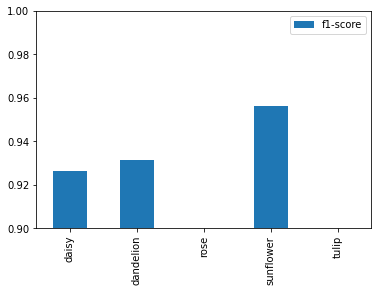 1.00
f1-score
0.98
0.96
0.94
0.92
0.90
daisy
dandelion
rose
sunflower
tulip